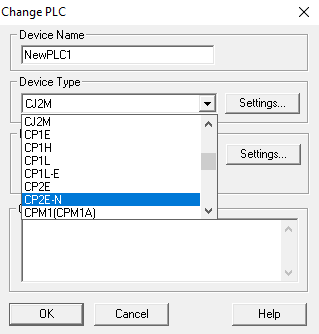 Change PLC
Device Name
NewPLC1
Device Type
CJ2M
Settings...
CJ2M
CP1E
CP1H
CP1L
CP1L-E
CP2E
CP2E-N
CPM1(CPM1A)
Settings...
OK
Cancel
Help